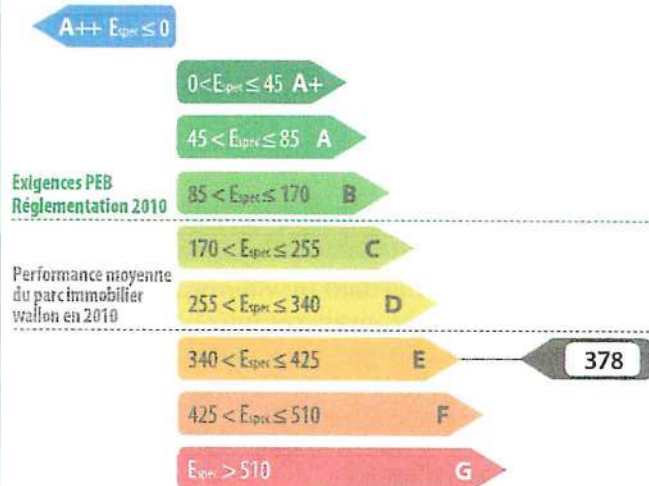 A++ Espec ≤ 0
0 < Espec ≤ 45 A+
45 < Espec ≤ 85 A
Exigences PEB
Réglementation 2010
85 < Espec ≤ 170 B
170 < Espec ≤ 255 C
Performance moyenne
du parc immobilier
wallon en 2010
255 < Espec ≤ 340 D
340 < Espec ≤ 425 E
378
425 < Espec ≤ 510 F
Espec > 510 G